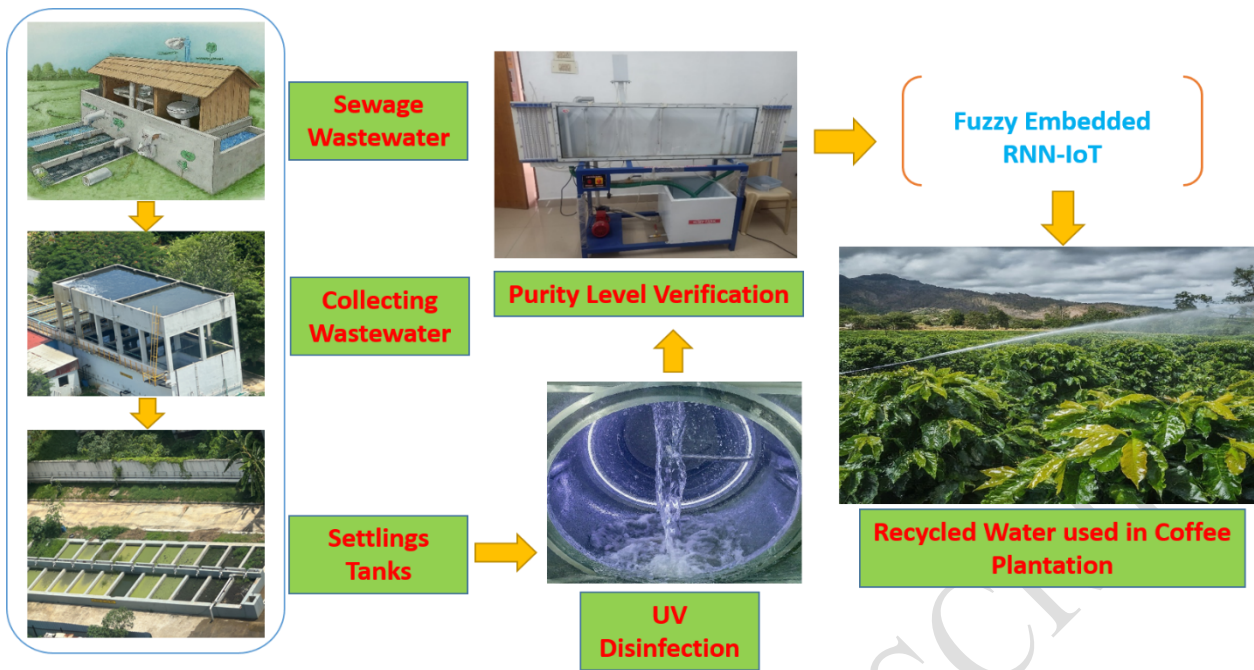 Sewage
Wastewater
Collecting
Wastewater
Settlings
Tanks
UV
Disinfection
Purity Level Verification
Fuzzy Embedded
RNN-IoT
Recycled Water used in Coffee
Plantation